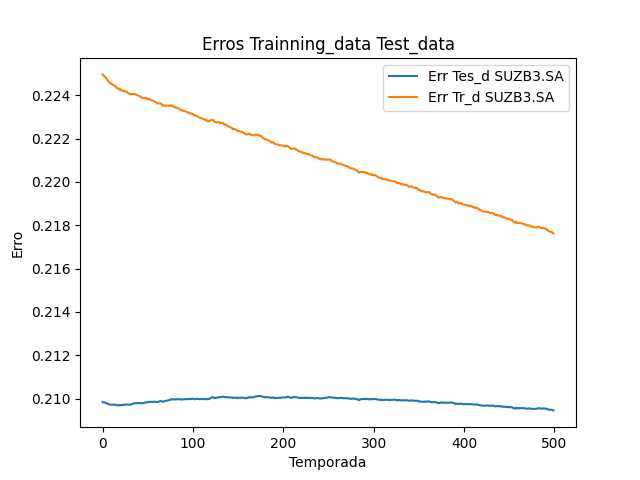 Erros Trainning_data Test_data
Err Tes_d SUZB3.SA
Err Tr_d SUZB3.SA
0.224
0.222
0.220
0.218
0.216
0.214
0.212
0.210
Erro
0 100 200 300 400 500
Temporada